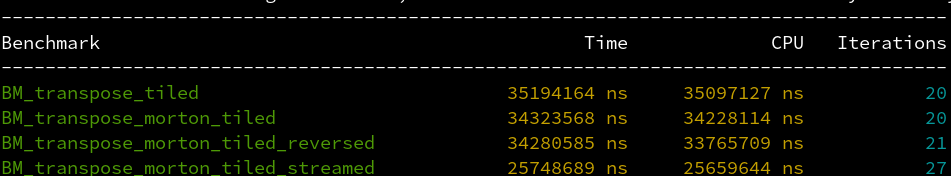 --------------------------------------------------------------------------------------
Benchmark Time CPU Iterations
--------------------------------------------------------------------------------------
BM_transpose_tiled 35194164 ns 35097127 ns 20
BM_transpose_morton_tiled 34323568 ns 34228114 ns 20
BM_transpose_morton_tiled_reversed 34280585 ns 33765709 ns 21
BM_transpose_morton_tiled_streamed 25748689 ns 25659644 ns 27